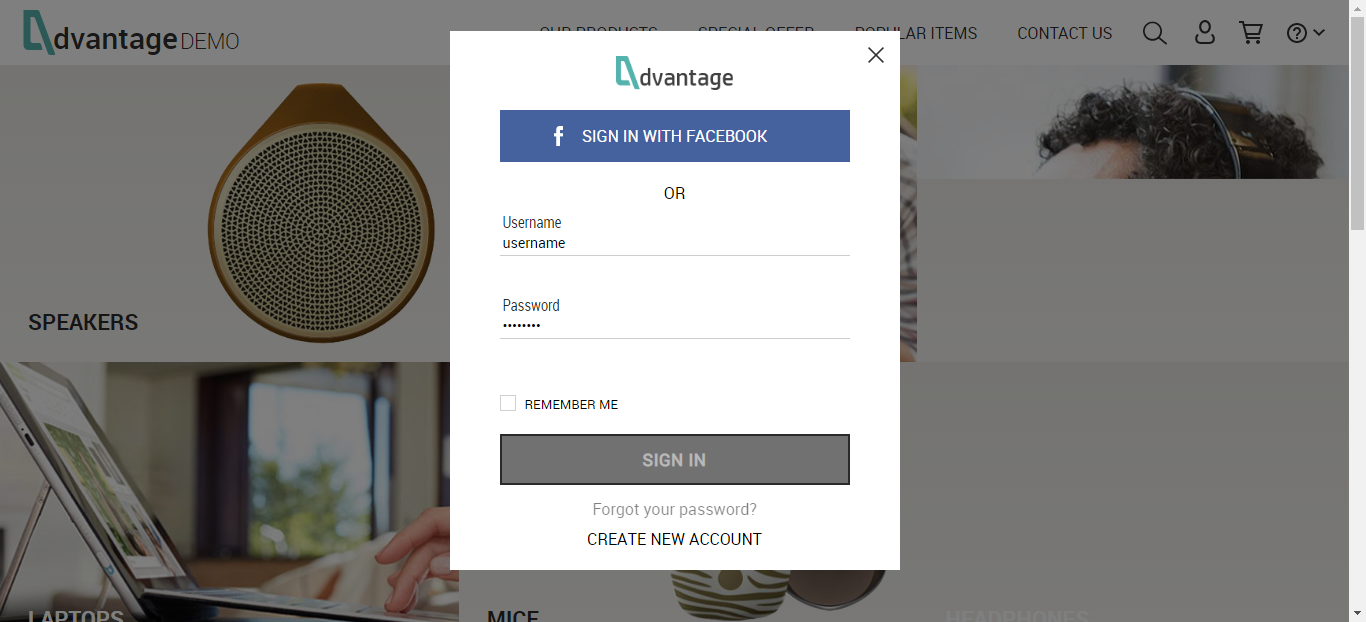 dvantage DEMO
OUR PRODUCTS
SPECIAL OFFER
POPULAR ITEMS
CONTACT US
dvantage
SIGN IN WITH FACEBOOK
OR
Username
username
Password
••••••••
REMEMBER ME
SIGN IN
Forgot your password?
CREATE NEW ACCOUNT
SPEAKERS
LAPTOPS
MICE
HEADPHONES